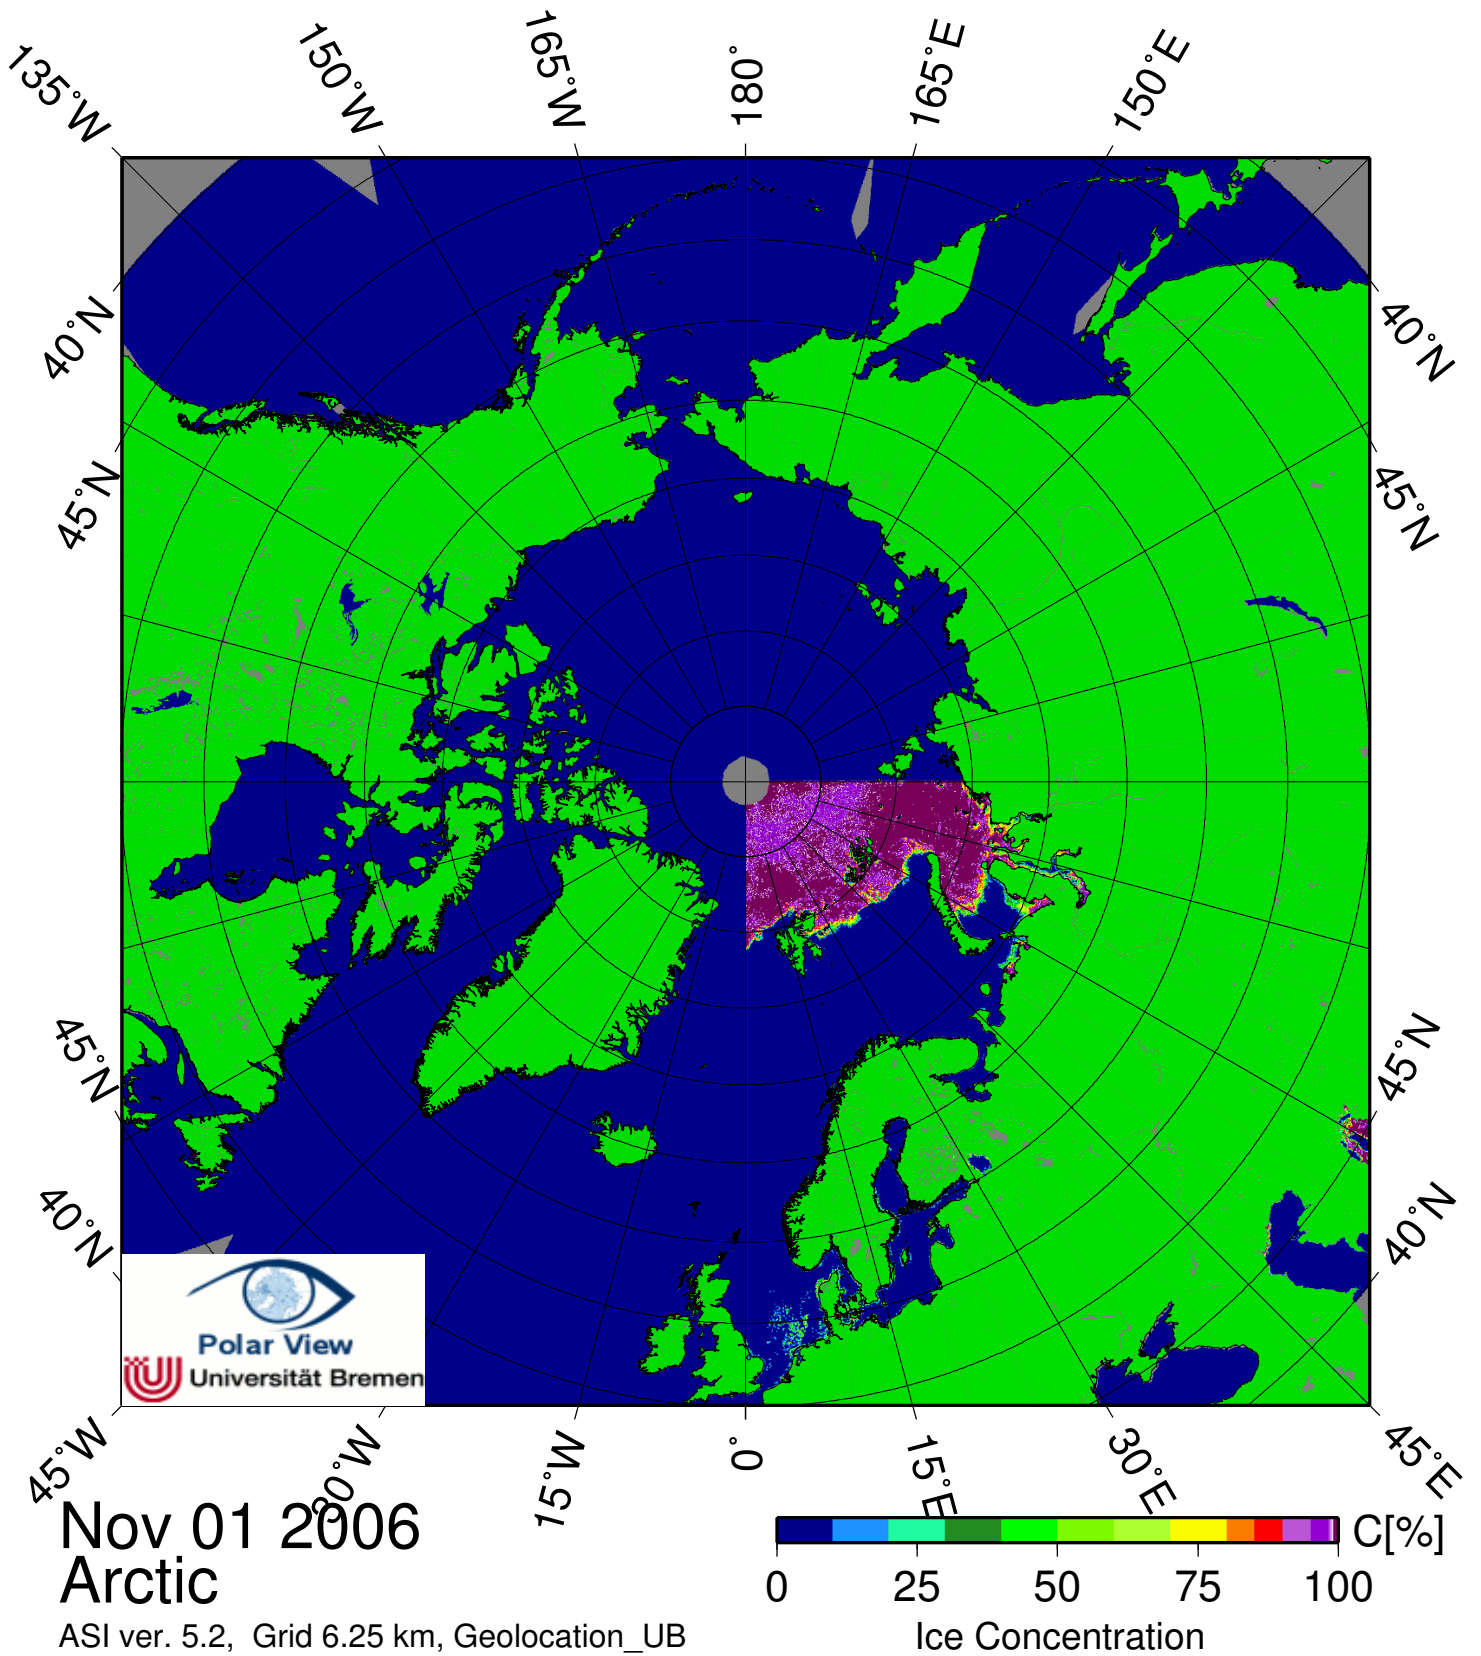 135°W 150°W 165°W 180° 165°E 150°E
40°N 40°N
45°N 45°N
45°N 45°N
40°N 40°N
Polar View
Universität Bremen
45°W 30°W 15°W 0° 15°E 30°E 45°E
Nov 01 2006
Arctic
ASI ver. 5.2, Grid 6.25 km, Geolocation_UB
C[%]
0 25 50 75 100
Ice Concentration